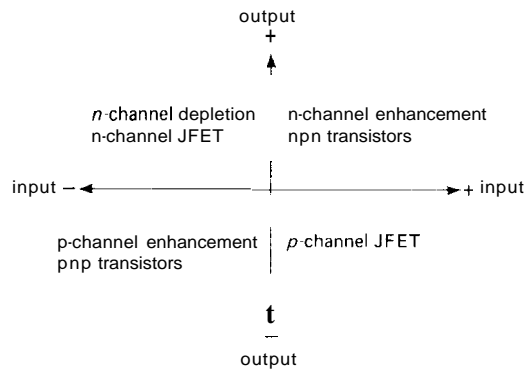 output
+
n-channel depletion
n-channel JFET
n-channel enhancement
npn transistors
input −
+ input
p-channel enhancement
pnp transistors
p-channel JFET
t
−
output